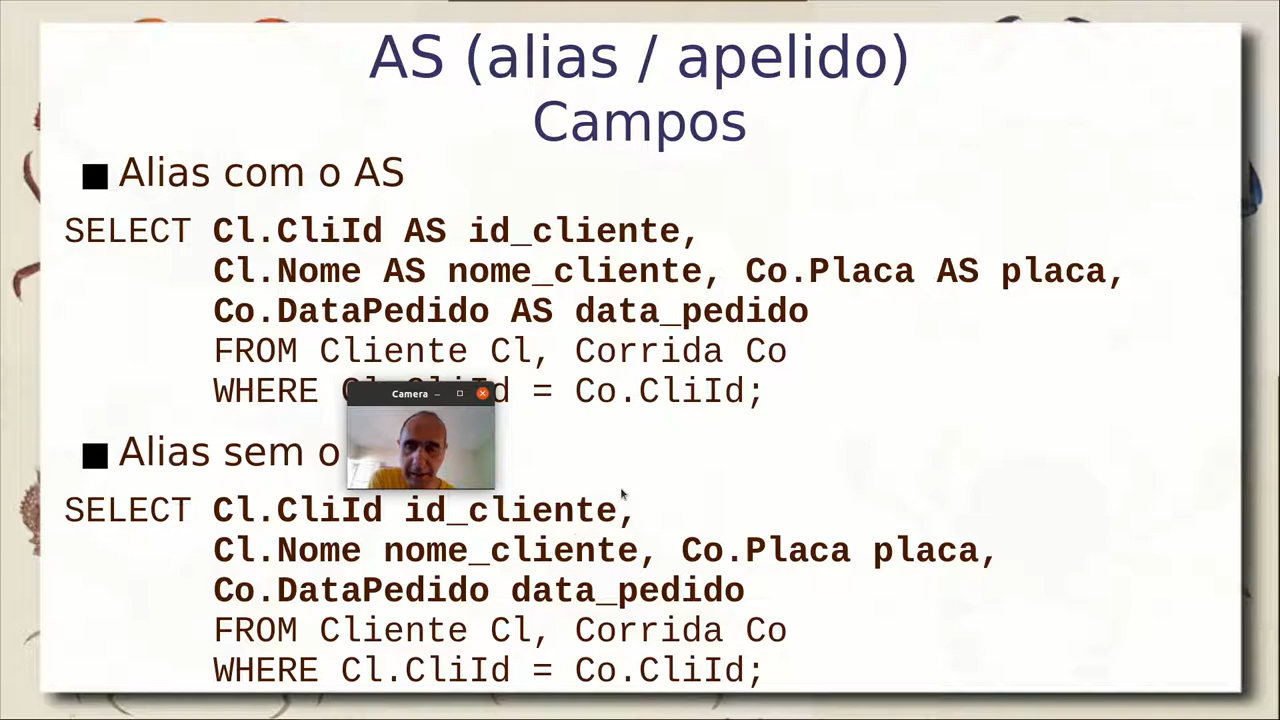 AS (alias / apelido)
Campos
■ Alias com o AS
SELECT Cl.CliId AS id_cliente,
Cl.Nome AS nome_cliente, Co.Placa AS placa,
Co.DataPedido AS data_pedido
FROM Cliente Cl, Corrida Co
WHERE = Co.CliId;
Camera
■ Alias sem o
SELECT Cl.CliId id_cliente,
Cl.Nome nome_cliente, Co.Placa placa,
Co.DataPedido data_pedido
FROM Cliente Cl, Corrida Co
WHERE Cl.CliId = Co.CliId;